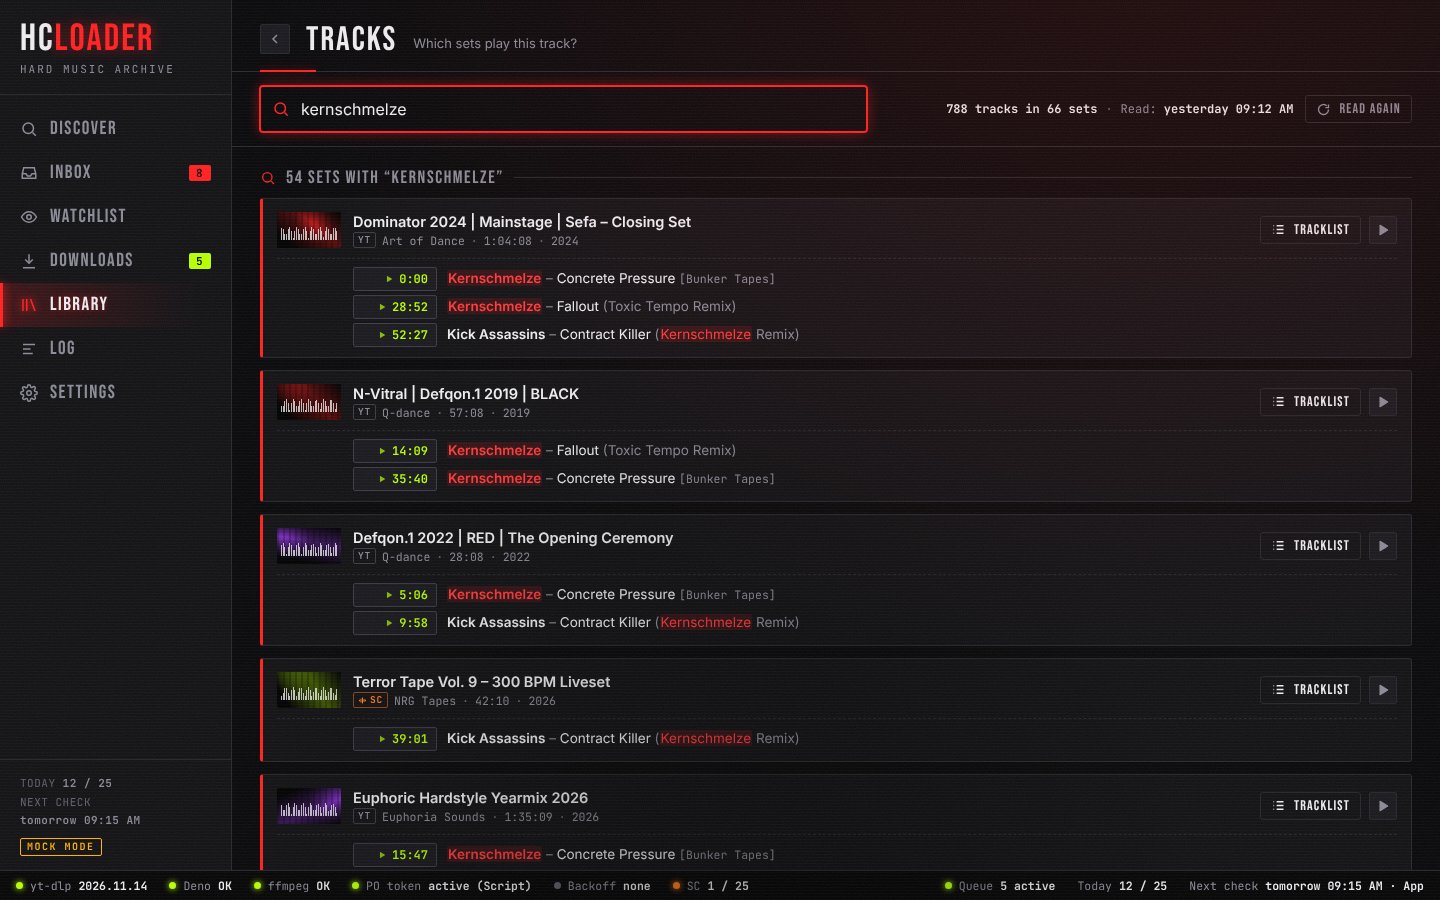 HCLOADER
HARD MUSIC ARCHIVE
DISCOVER
INBOX 8
WATCHLIST
DOWNLOADS 5
LIBRARY
LOG
SETTINGS
TODAY 12 / 25
NEXT CHECK
tomorrow 09:15 AM
MOCK MODE
TRACKS Which sets play this track?
kernschmelze
788 tracks in 66 sets · Read: yesterday 09:12 AM READ AGAIN
54 SETS WITH “KERNSCHMELZE”
Dominator 2024 | Mainstage | Sefa – Closing Set
YT Art of Dance · 1:04:08 · 2024
TRACKLIST
0:00 Kernschmelze – Concrete Pressure [Bunker Tapes]
28:52 Kernschmelze – Fallout (Toxic Tempo Remix)
52:27 Kick Assassins – Contract Killer (Kernschmelze Remix)
N-Vitral | Defqon.1 2019 | BLACK
YT Q-dance · 57:08 · 2019
TRACKLIST
14:09 Kernschmelze – Fallout (Toxic Tempo Remix)
35:40 Kernschmelze – Concrete Pressure [Bunker Tapes]
Defqon.1 2022 | RED | The Opening Ceremony
YT Q-dance · 28:08 · 2022
TRACKLIST
5:06 Kernschmelze – Concrete Pressure [Bunker Tapes]
9:58 Kick Assassins – Contract Killer (Kernschmelze Remix)
Terror Tape Vol. 9 – 300 BPM Liveset
SC NRG Tapes · 42:10 · 2026
TRACKLIST
39:01 Kick Assassins – Contract Killer (Kernschmelze Remix)
Euphoric Hardstyle Yearmix 2026
YT Euphoria Sounds · 1:35:09 · 2026
TRACKLIST
15:47 Kernschmelze – Concrete Pressure [Bunker Tapes]
yt-dlp 2026.11.14 Deno OK ffmpeg OK PO token active (Script) Backoff none SC 1 / 25 Queue 5 active Today 12 / 25 Next check tomorrow 09:15 AM · App